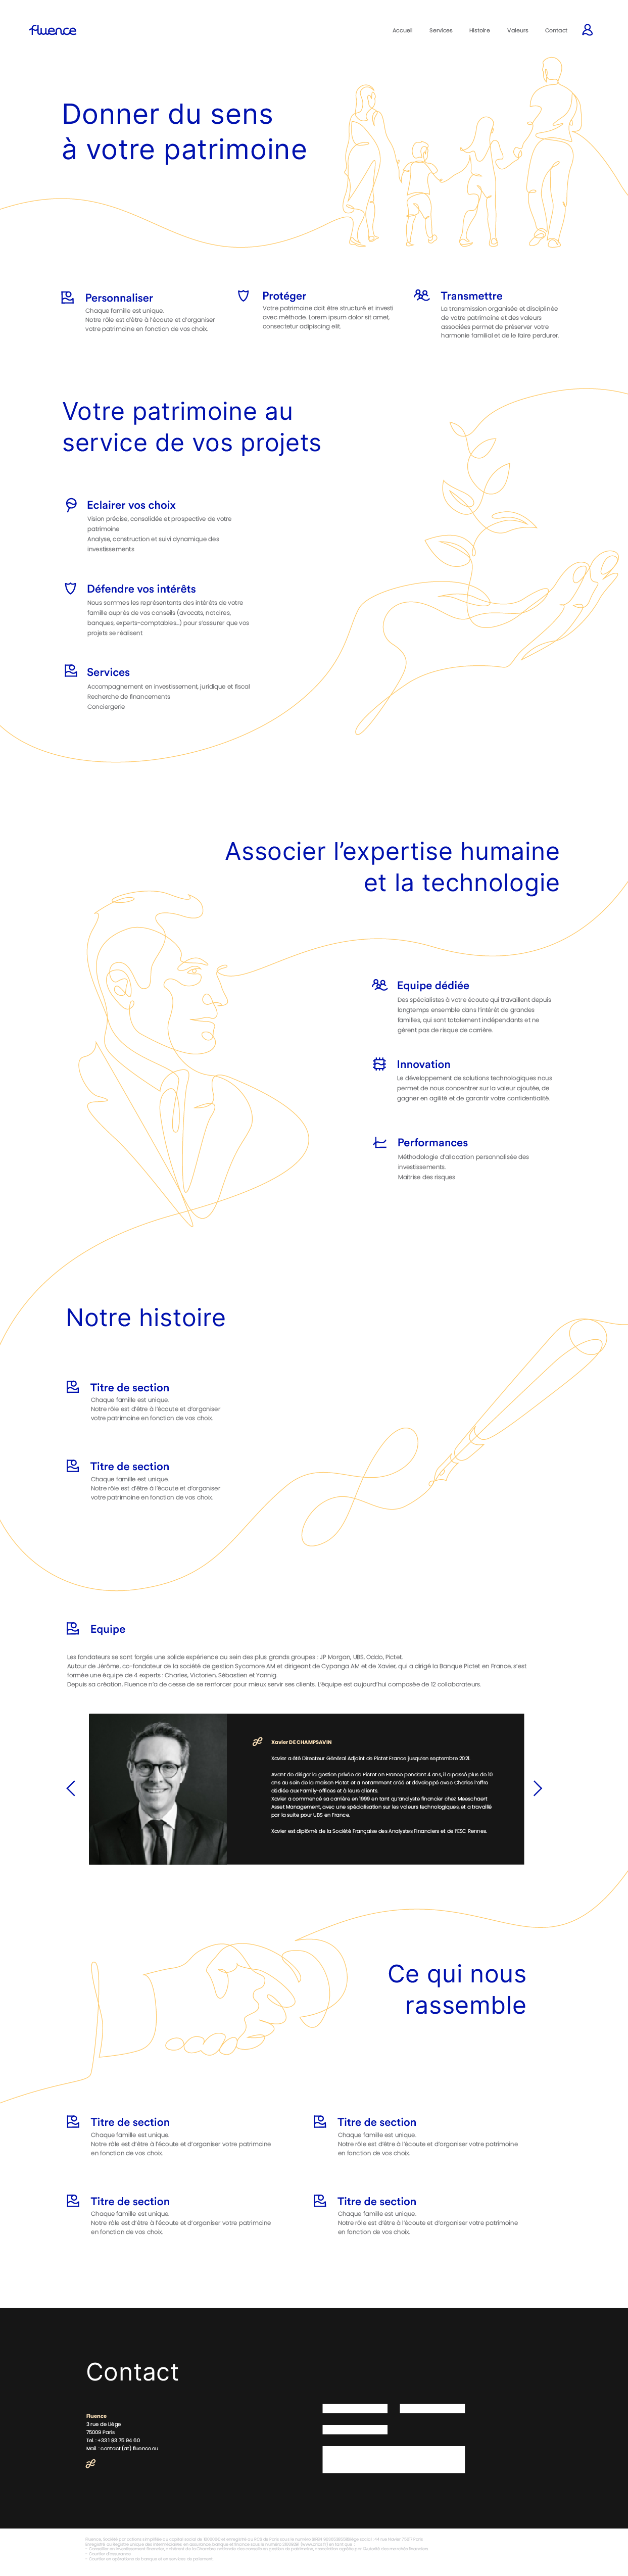 fluence
Accueil Services Histoire Valeurs Contact
Donner du sens
à votre patrimoine
Personnaliser
Chaque famille est unique.
Notre rôle est d'être à l'écoute et d'organiser
votre patrimoine en fonction de vos choix.
Protéger
Votre patrimoine doit être structuré et investi
avec méthode. Lorem ipsum dolor sit amet,
consectetur adipiscing elit.
Transmettre
La transmission organisée et disciplinée
de votre patrimoine et des valeurs
associées permet de préserver votre
harmonie familial et de le faire perdurer.
Votre patrimoine au
service de vos projets
Eclairer vos choix
Vision précise, consolidée et prospective de votre
patrimoine
Analyse, construction et suivi dynamique des
investissements
Défendre vos intérêts
Nous sommes les représentants des intérêts de votre
famille auprès de vos conseils (avocats, notaires,
banques, experts-comptables...) pour s'assurer que vos
projets se réalisent
Services
Accompagnement en investissement, juridique et fiscal
Recherche de financements
Conciergerie
Associer l'expertise humaine
et la technologie
Equipe dédiée
Des spécialistes à votre écoute qui travaillent depuis
longtemps ensemble dans l'intérêt de grandes
familles, qui sont totalement indépendants et ne
gèrent pas de risque de carrière.
Innovation
Le développement de solutions technologiques nous
permet de nous concentrer sur la valeur ajoutée, de
gagner en agilité et de garantir votre confidentialité.
Performances
Méthodologie d'allocation personnalisée des
investissements.
Maitrise des risques
Notre histoire
Titre de section
Chaque famille est unique.
Notre rôle est d'être à l'écoute et d'organiser
votre patrimoine en fonction de vos choix.
Titre de section
Chaque famille est unique.
Notre rôle est d'être à l'écoute et d'organiser
votre patrimoine en fonction de vos choix.
Equipe
Les fondateurs se sont forgés une solide expérience au sein des plus grands groupes : JP Morgan, UBS, Oddo, Pictet.
Autour de Jérôme, co-fondateur de la société de gestion Sycomore AM et dirigeant de Cypanga AM et de Xavier, qui a dirigé la Banque Pictet en France, s'est
formée une équipe de 4 experts : Charles, Victorien, Sébastien et Yannig.
Depuis sa création, Fluence n'a de cesse de se renforcer pour mieux servir ses clients. L'équipe est aujourd'hui composée de 12 collaborateurs.
Xavier DE CHAMPSAVIN
Xavier a été Directeur Général Adjoint de Pictet France jusqu'en septembre 2021.
Avant de diriger la gestion privée de Pictet en France pendant 4 ans, il a passé plus de 10
ans au sein de la maison Pictet et a notamment créé et développé avec Charles l'offre
dédiée aux Family-offices et à leurs clients.
Xavier a commencé sa carrière en 1999 en tant qu'analyste financier chez Meeschaert
Asset Management, avec une spécialisation sur les valeurs technologiques, et a travaillé
par la suite pour UBS en France.
Xavier est diplômé de la Société Française des Analystes Financiers et de l'ESC Rennes.
Ce qui nous
rassemble
Titre de section
Chaque famille est unique.
Notre rôle est d'être à l'écoute et d'organiser votre patrimoine
en fonction de vos choix.
Titre de section
Chaque famille est unique.
Notre rôle est d'être à l'écoute et d'organiser votre patrimoine
en fonction de vos choix.
Titre de section
Chaque famille est unique.
Notre rôle est d'être à l'écoute et d'organiser votre patrimoine
en fonction de vos choix.
Titre de section
Chaque famille est unique.
Notre rôle est d'être à l'écoute et d'organiser votre patrimoine
en fonction de vos choix.
Contact
Fluence
3 rue de Liège
75009 Paris
Tel. : +33 1 83 75 94 60
Mail. : contact (at) fluence.eu
- Courtier d'assurance
- Courtier en opérations de banque et en services de paiement